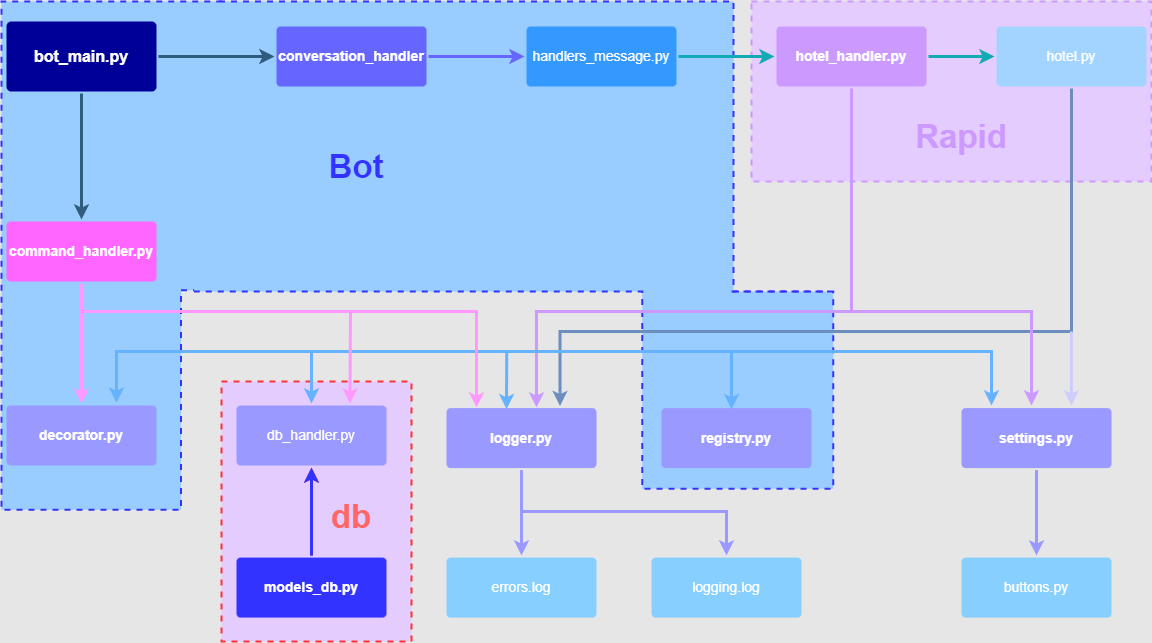 bot_main.py
conversation_handler
handlers_message.py
hotel_handler.py
hotel.py
Rapid
Bot
command_handler.py
decorator.py
db_handler.py
logger.py
registry.py
settings.py
db
models_db.py
errors.log
logging.log
buttons.py